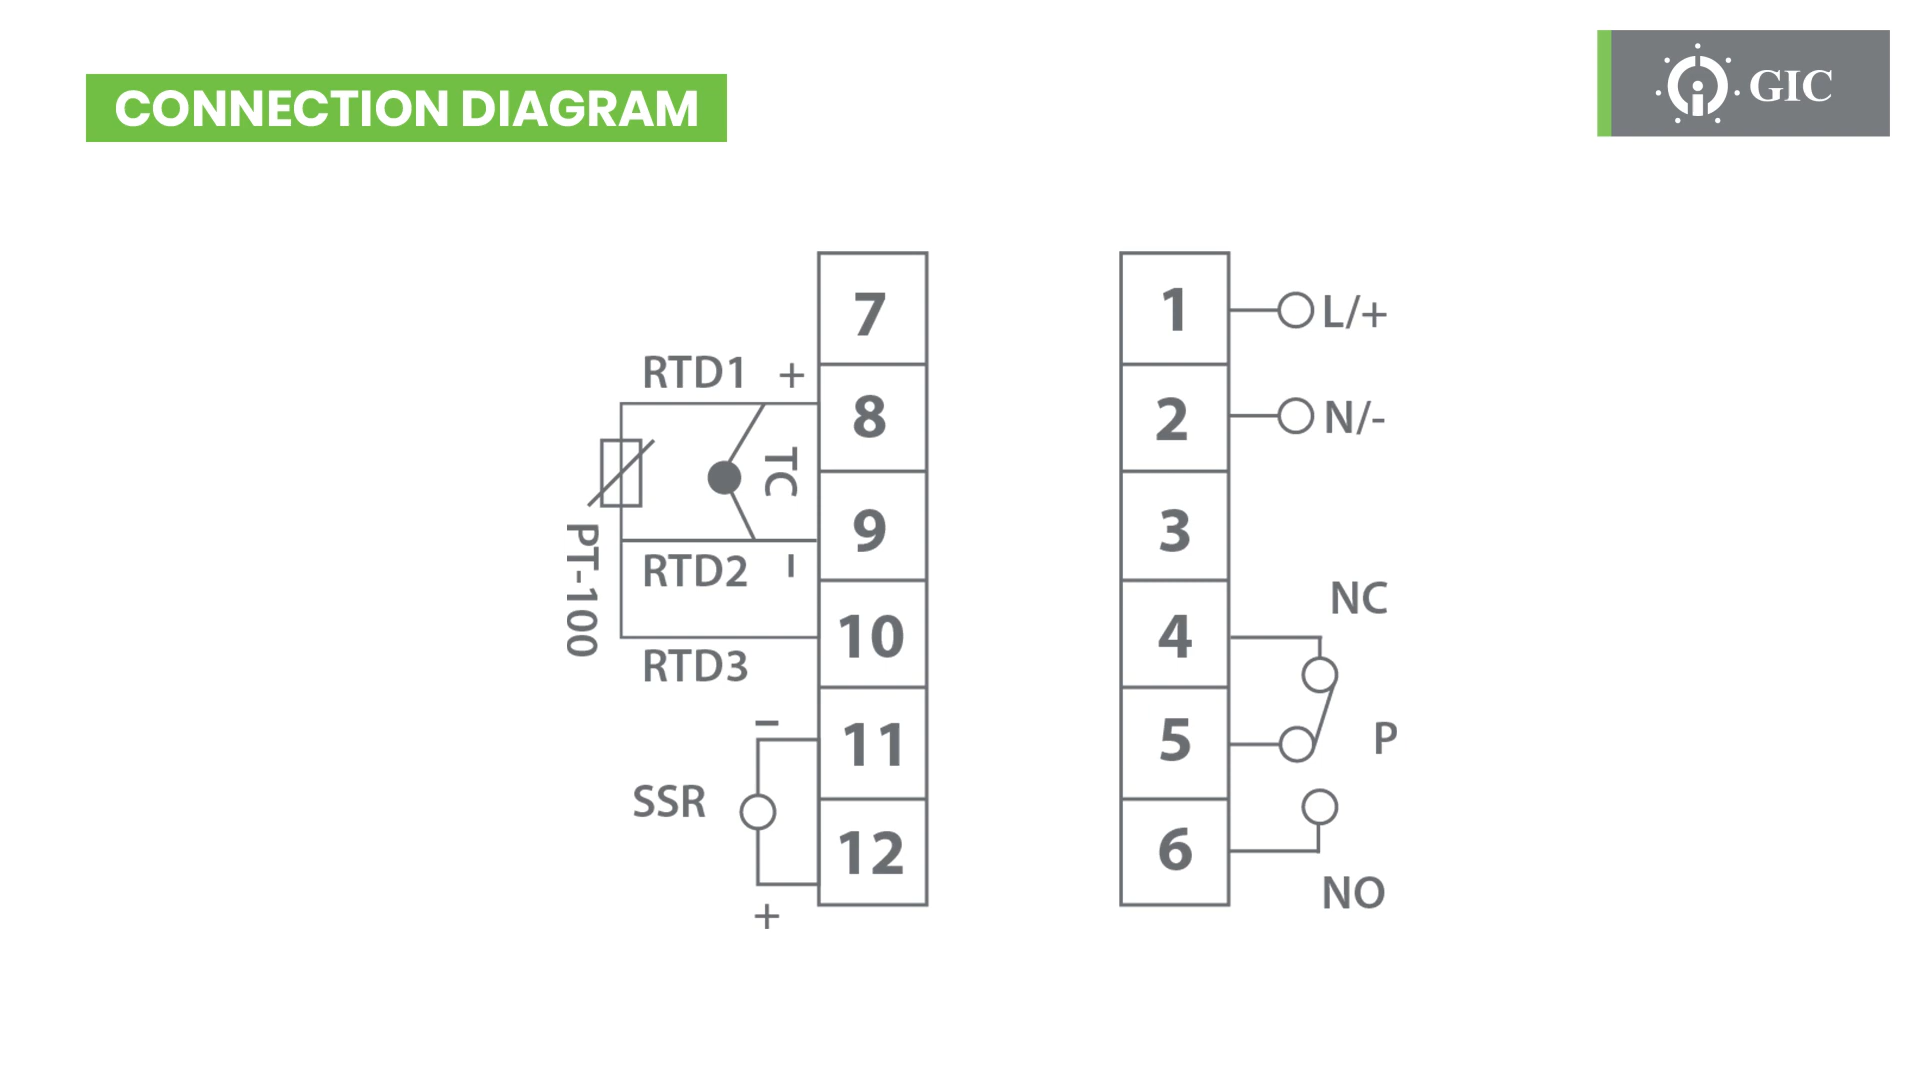 CONNECTION DIAGRAM
GIC
7
RTD1 +
8
TC
9
RTD2 -
PT-100
10
RTD3
-
11
SSR
12
+
1 L/+
2 N/-
3
NC
4
5 P
6
NO